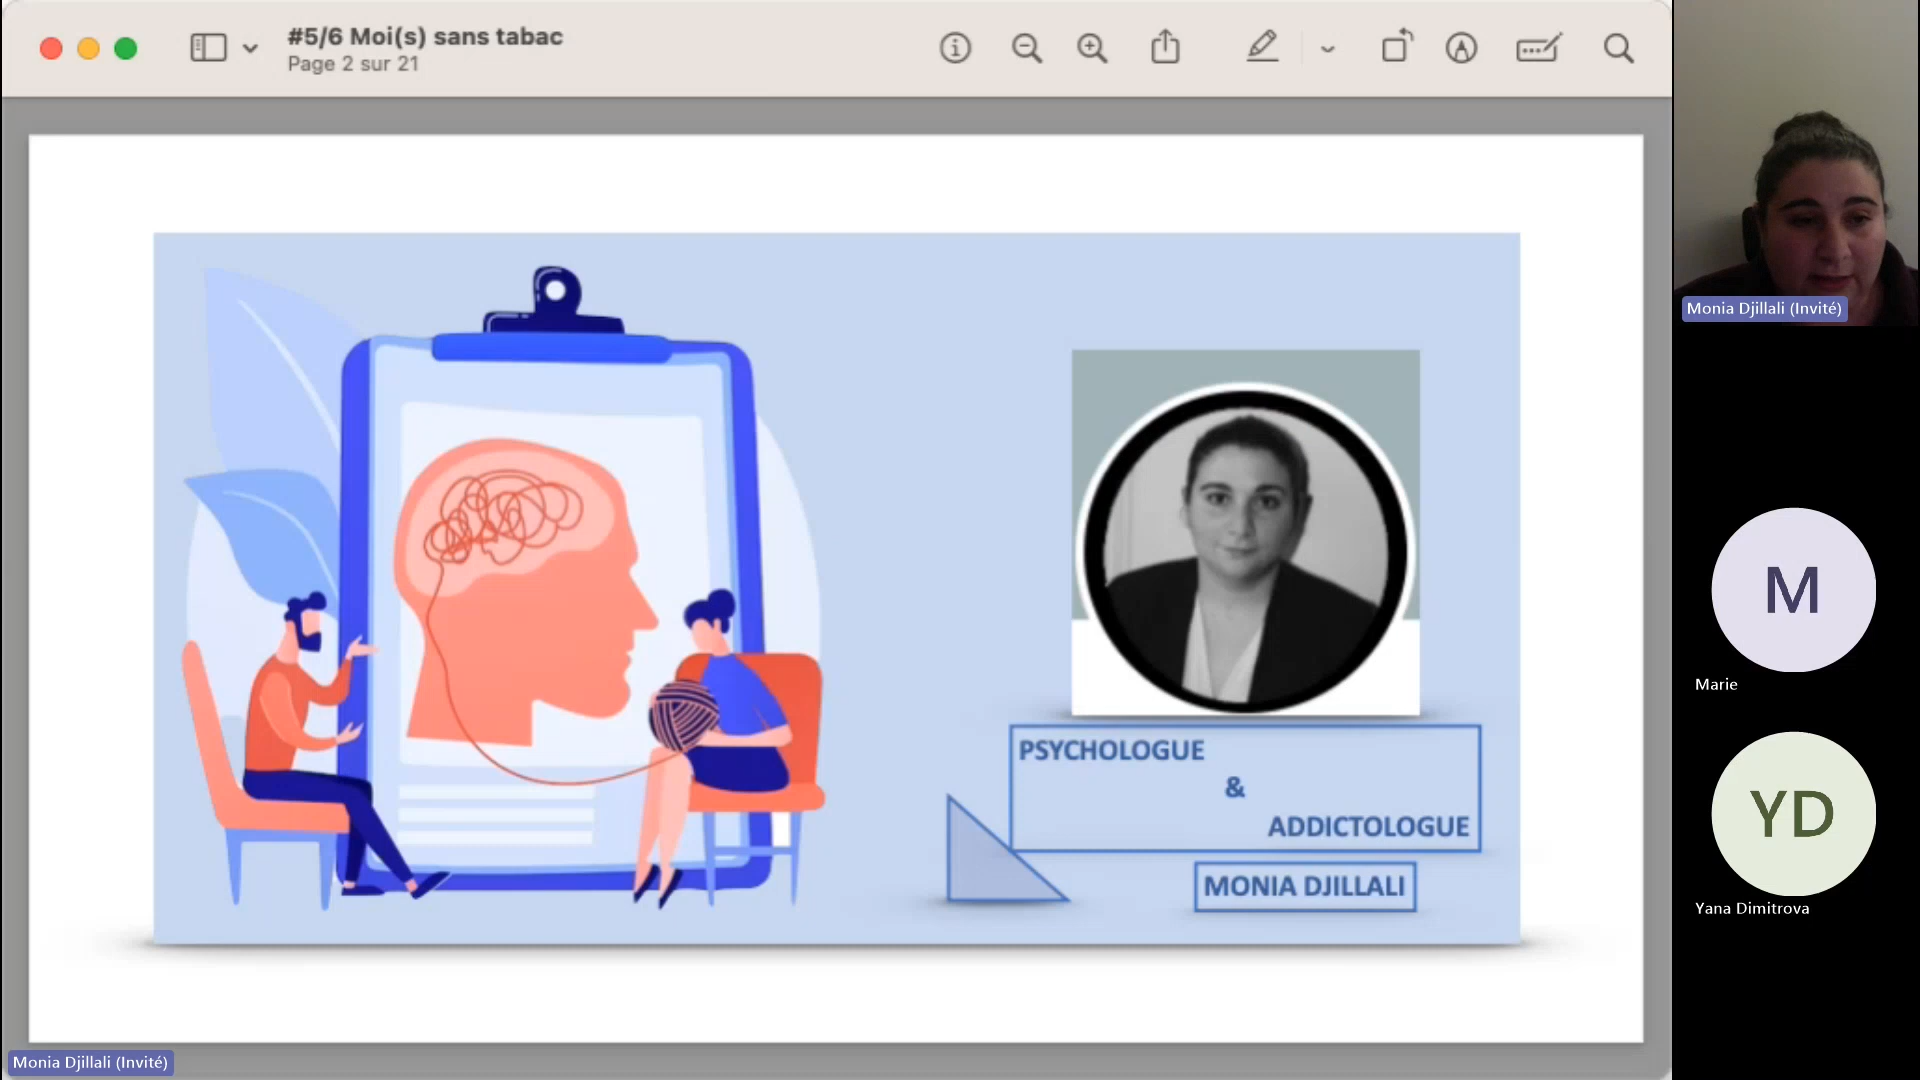 #5/6 Moi(s) sans tabac
Page 2 sur 21
PSYCHOLOGUE
&
ADDICTOLOGUE
MONIA DJILLALI
Monia Djillali (Invité)
Monia Djillali (Invité)
M
Marie
YD
Yana Dimitrova